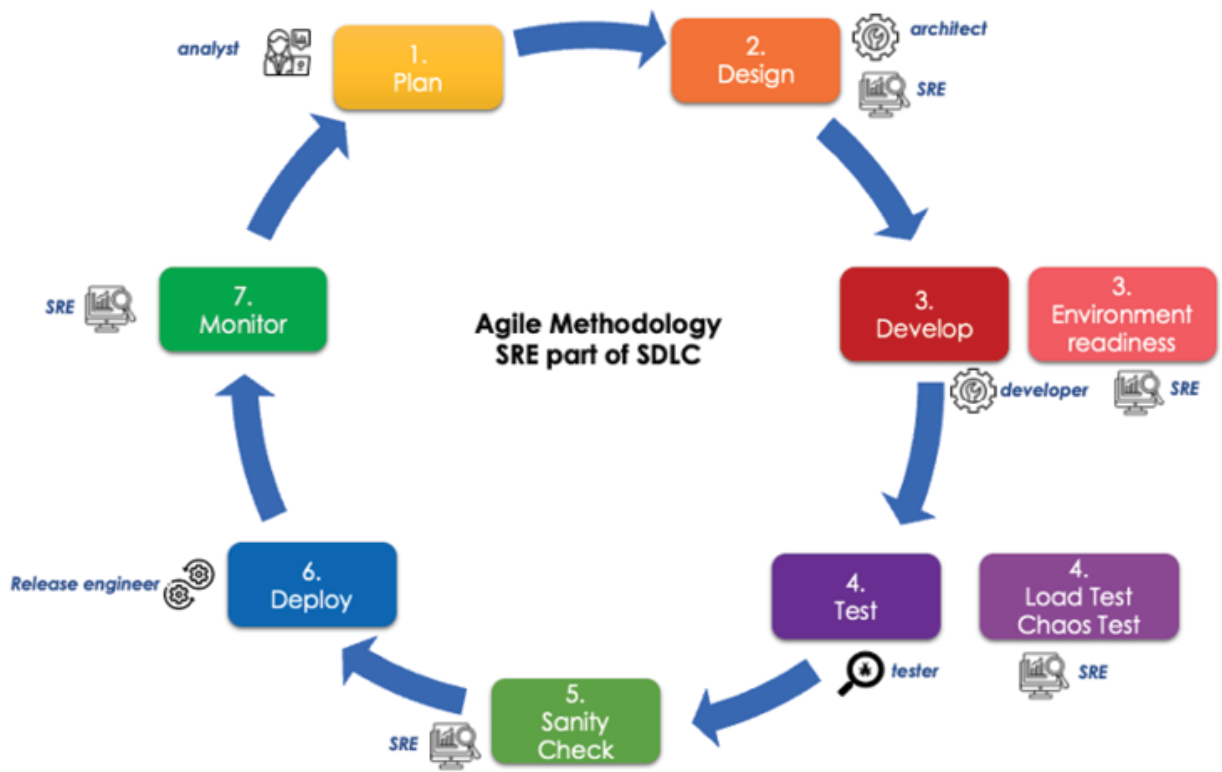 analyst
1.
Plan
2.
Design
architect
SRE
3.
Develop
developer
3.
Environment
readiness
SRE
4.
Test
tester
4.
Load Test
Chaos Test
SRE
5.
Sanity
Check
SRE
6.
Deploy
Release engineer
7.
Monitor
SRE
Agile Methodology
SRE part of SDLC